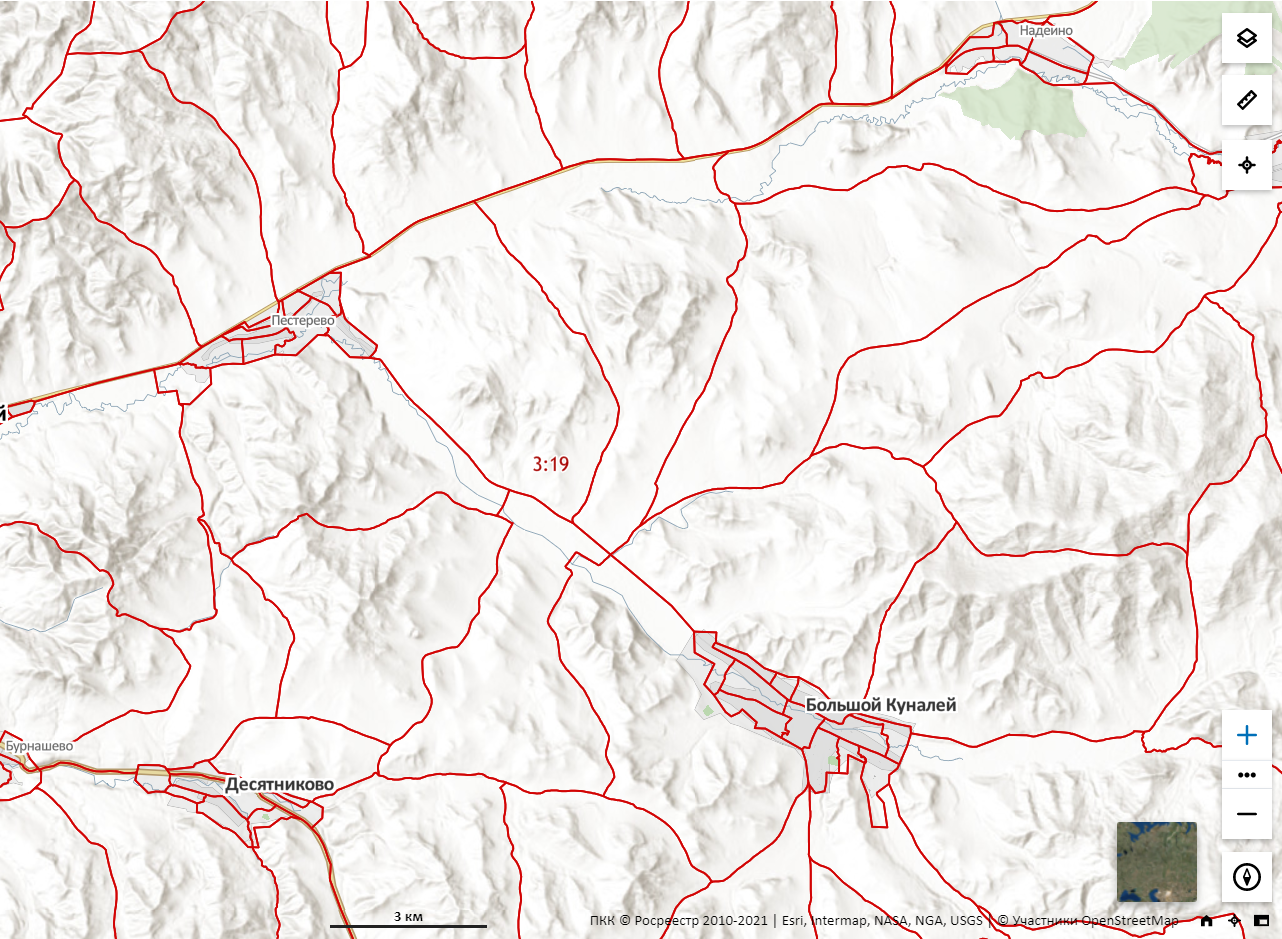 Надеино
Пестерево
й
3:19
Большой Куналей
Бурнашево
Десятниково
3 км
ПКК © Росреестр 2010-2021 | Esri, Intermap, NASA, NGA, USGS | © Участники OpenStreetMap